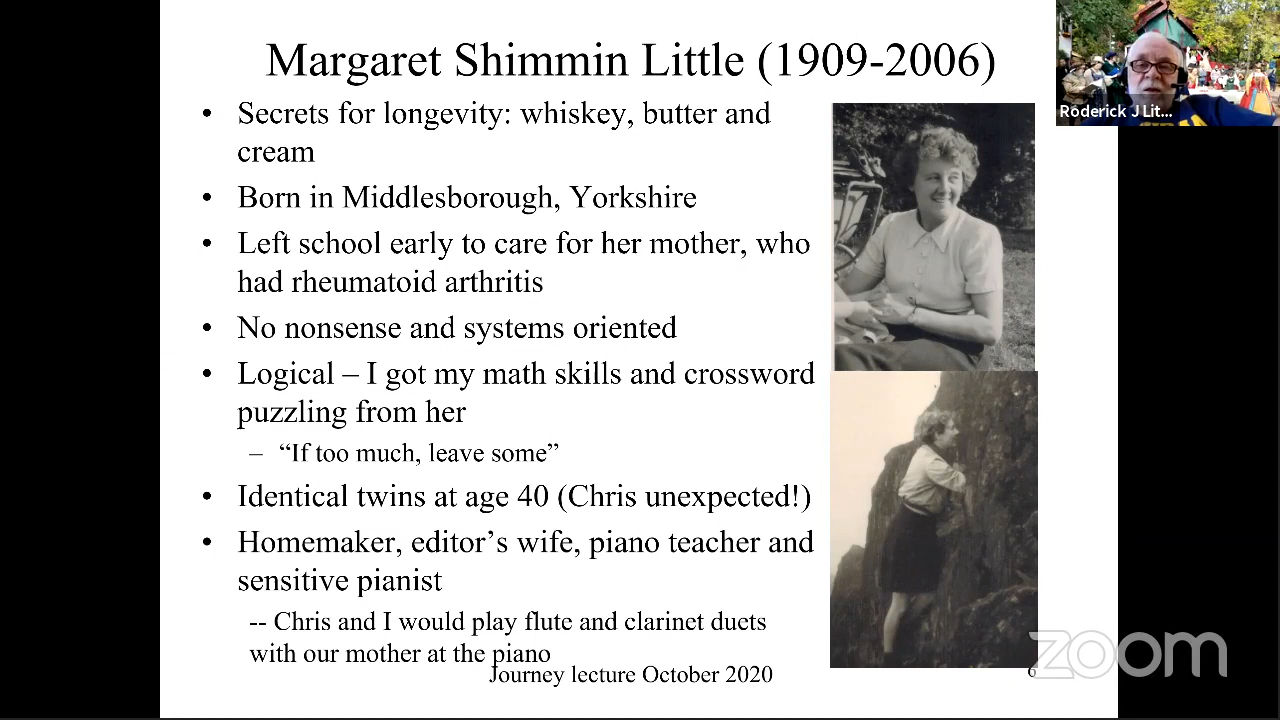 Margaret Shimmin Little (1909-2006)
• Secrets for longevity: whiskey, butter and
cream
• Born in Middlesborough, Yorkshire
• Left school early to care for her mother, who
had rheumatoid arthritis
• No nonsense and systems oriented
• Logical – I got my math skills and crossword
puzzling from her
– “If too much, leave some”
• Identical twins at age 40 (Chris unexpected!)
• Homemaker, editor’s wife, piano teacher and
sensitive pianist
-- Chris and I would play flute and clarinet duets
with our mother at the piano
Journey lecture October 2020
6
Roderick J Lit...
zoom